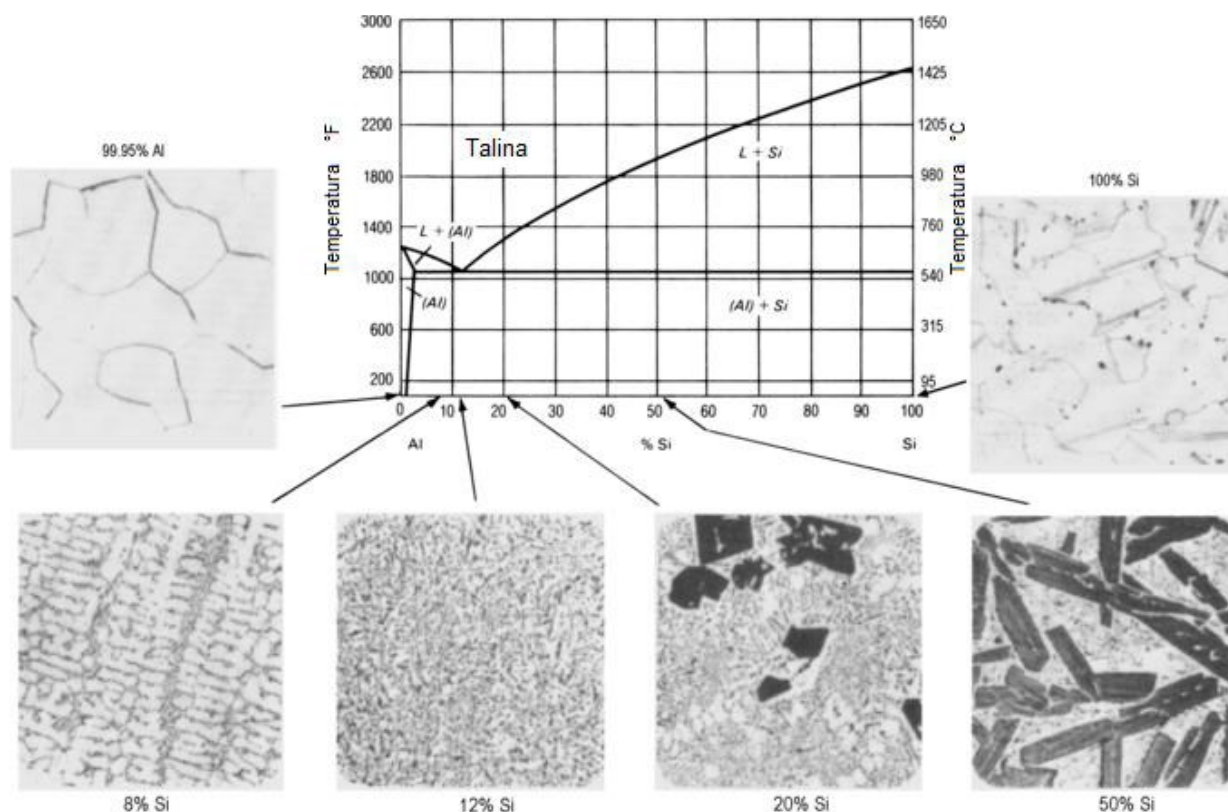 3000
2600
2200
1800
1400
1000
600
200
Temperatura °F
1650
1425
1205
980
760
540
315
95
Temperatura °C
Talina
L + Si
L + (Al)
(Al)
(Al) + Si
0 10 20 30 40 50 60 70 80 90 100
Al % Si Si
99.95% Al
100% Si
8% Si
12% Si
20% Si
50% Si